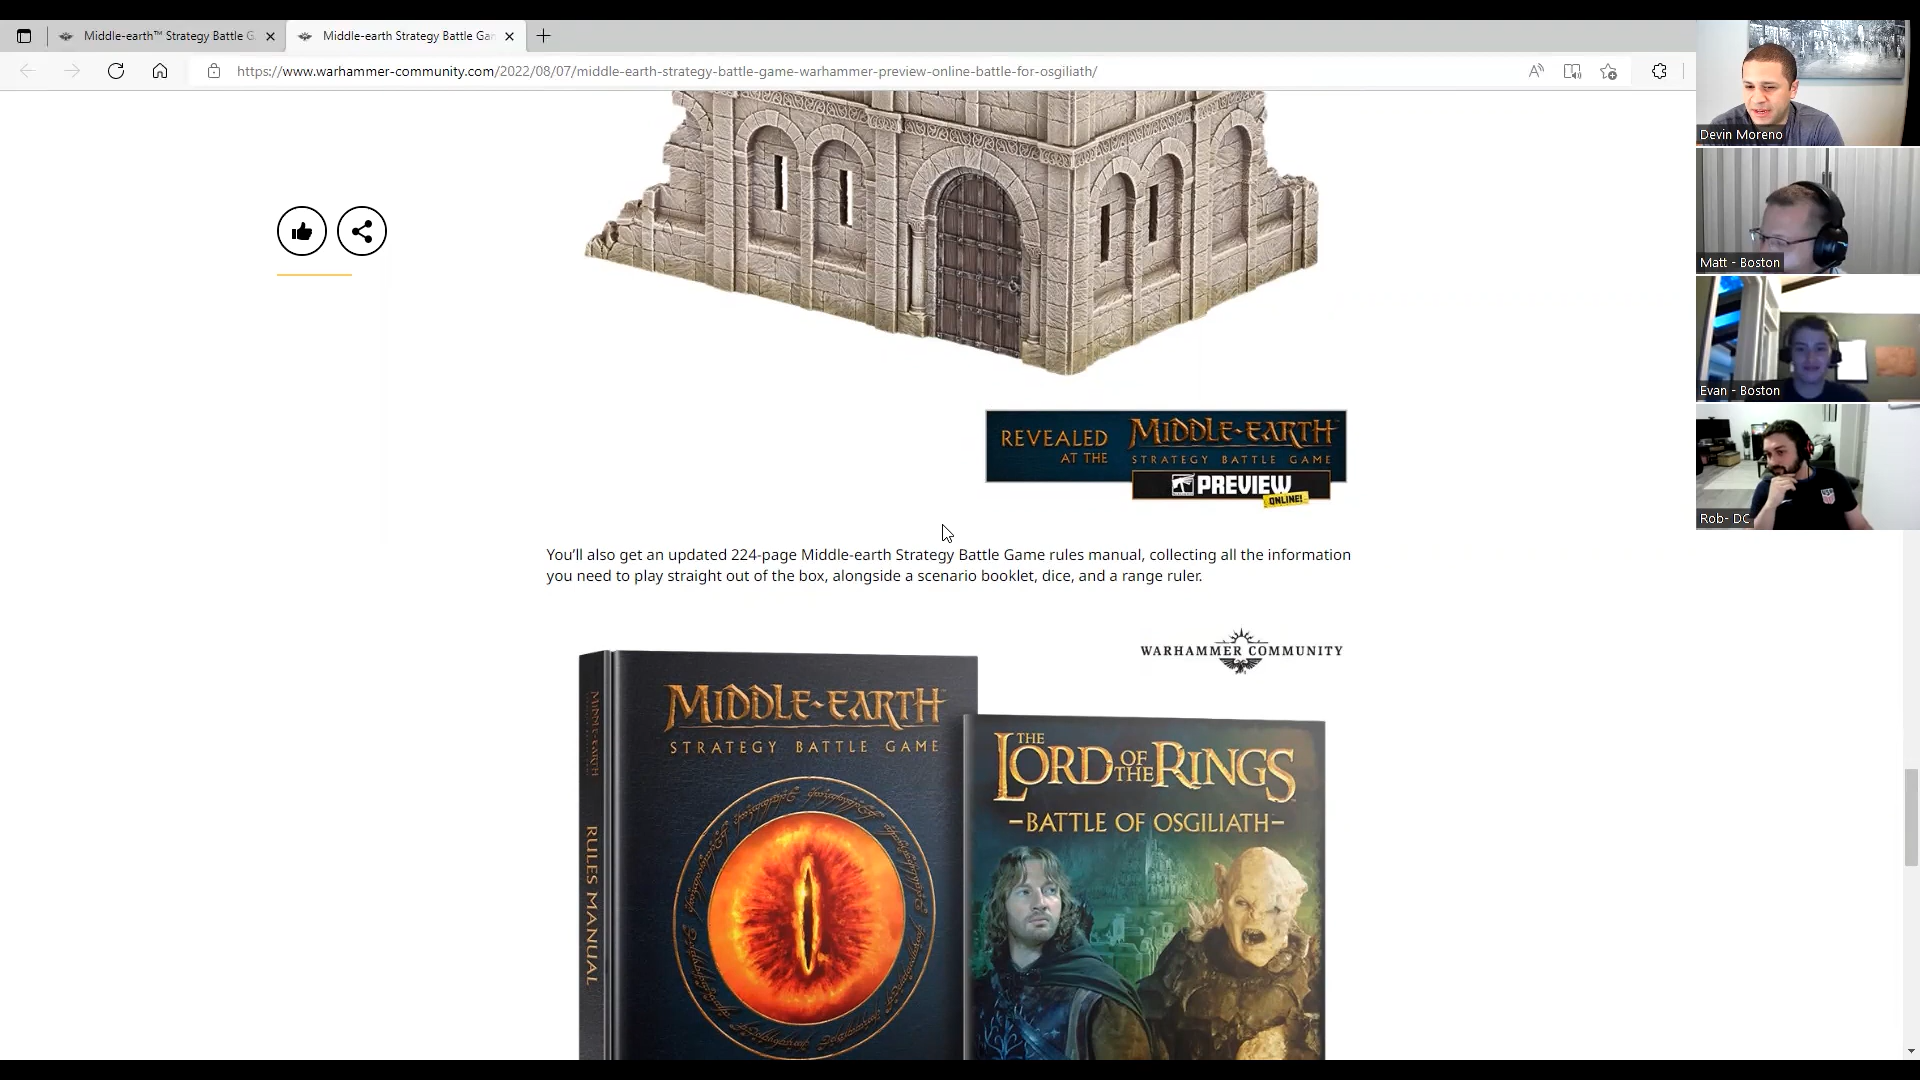 Middle-earth™ Strategy Battle G
Middle-earth Strategy Battle Gam
https://www.warhammer-community.com/2022/08/07/middle-earth-strategy-battle-game-warhammer-preview-online-battle-for-osgiliath/
Devin Moreno
Matt - Boston
Evan - Boston
Rob- DC
REVEALED
AT THE
MIDDLE-EARTH
STRATEGY BATTLE GAME
PREVIEW
ONLINE!
You’ll also get an updated 224-page Middle-earth Strategy Battle Game rules manual, collecting all the information
you need to play straight out of the box, alongside a scenario booklet, dice, and a range ruler.
WARHAMMER COMMUNITY
MIDDLE-EARTH
STRATEGY BATTLE GAME
MIDDLE-EARTH
RULES MANUAL
THE
LORD OF THE RINGS
-BATTLE OF OSGILIATH-